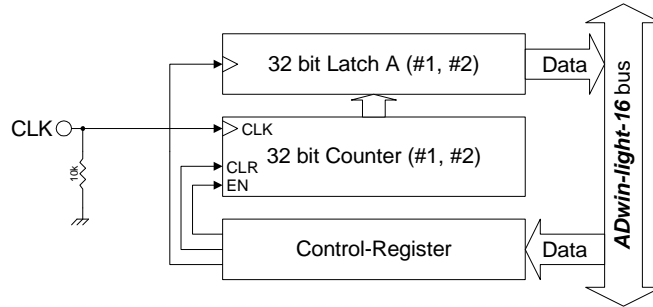 32 bit Latch A (#1, #2)
Data
CLK
CLK
32 bit Counter (#1, #2)
CLR
EN
10k
Control-Register
Data
ADwin-light-16 bus